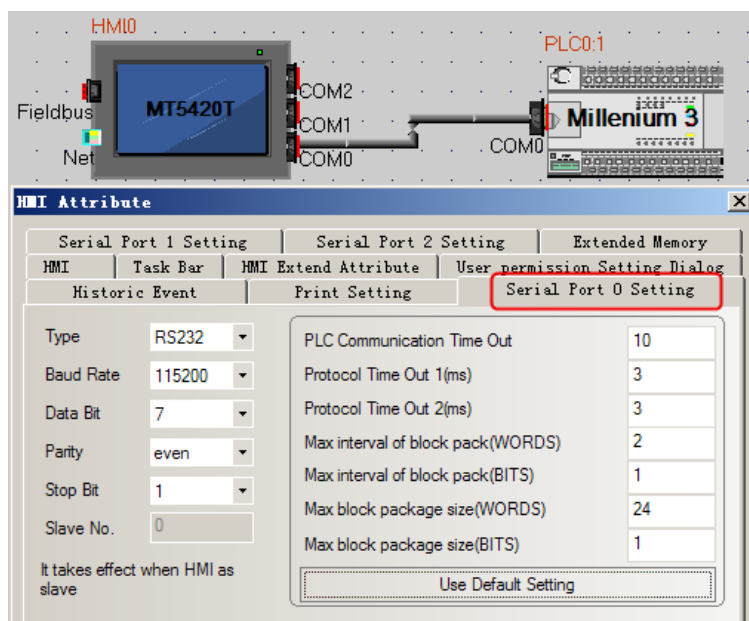 HMI0
PLC0:1
COM2
Fieldbus
MT5420T
COM1
Millenium 3
Net
COM0
COM0
HMI Attribute
Serial Port 1 Setting
Serial Port 2 Setting
Extended Memory
HMI
Task Bar
HMI Extend Attribute
User permission Setting Dialog
Historic Event
Print Setting
Serial Port 0 Setting
Type
RS232
Baud Rate
115200
Data Bit
7
Parity
even
Stop Bit
1
Slave No.
0
It takes effect when HMI as
slave
PLC Communication Time Out
10
Protocol Time Out 1(ms)
3
Protocol Time Out 2(ms)
3
Max interval of block pack(WORDS)
2
Max interval of block pack(BITS)
1
Max block package size(WORDS)
24
Max block package size(BITS)
1
Use Default Setting